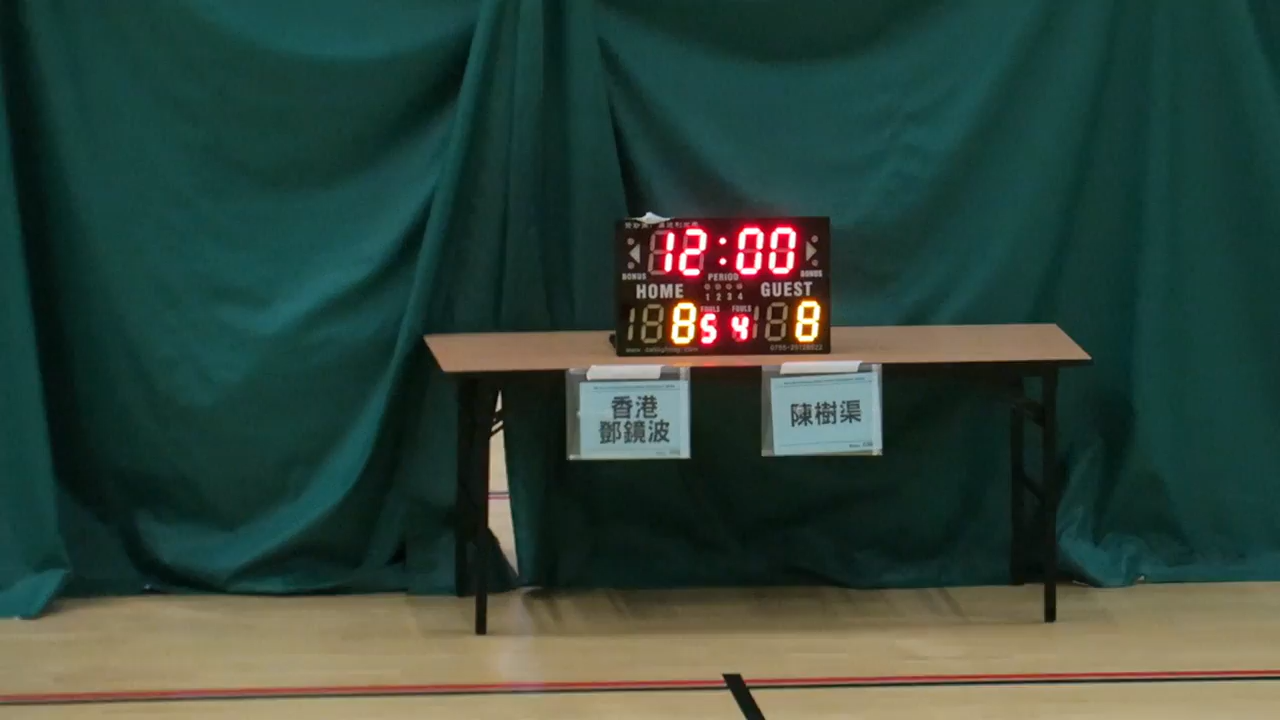 12:00
BONUS PERIOD BONUS
HOME 1 2 3 4 GUEST
FOULS FOULS
8 5 4 8
香港
鄧鏡波
陳樹渠